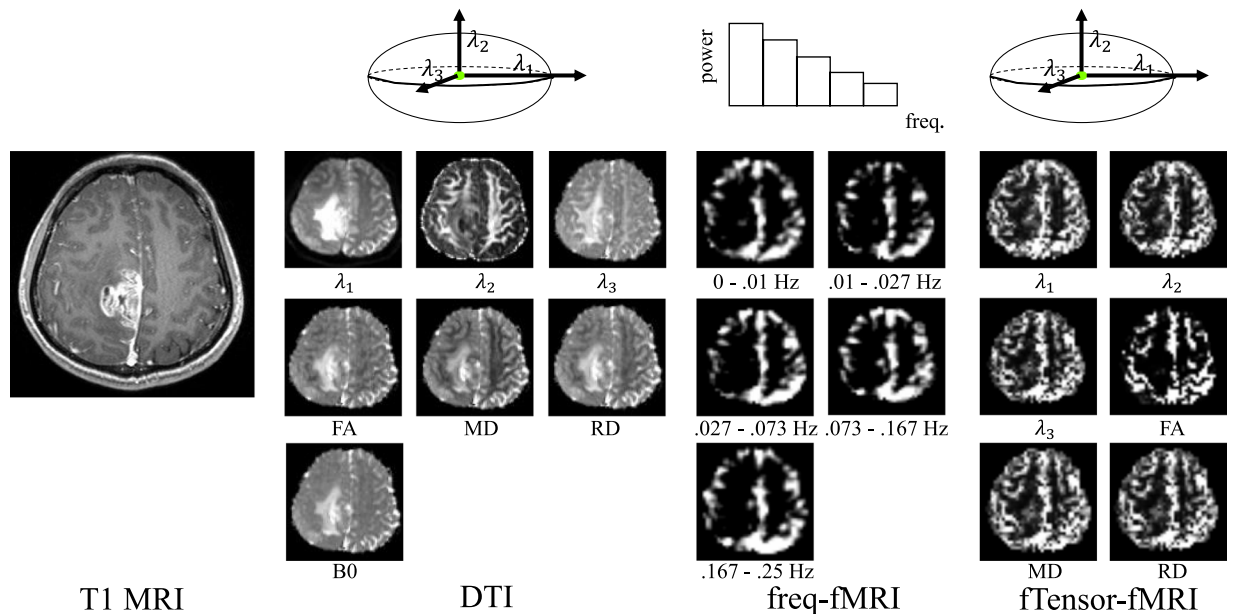 λ₂
λ₃
λ₁
power
freq.
λ₂
λ₃
λ₁
λ₁
λ₂
λ₃
0 - .01 Hz
.01 - .027 Hz
λ₁
λ₂
FA
MD
RD
.027 - .073 Hz
.073 - .167 Hz
λ₃
FA
B0
.167 - .25 Hz
MD
RD
T1 MRI
DTI
freq-fMRI
fTensor-fMRI